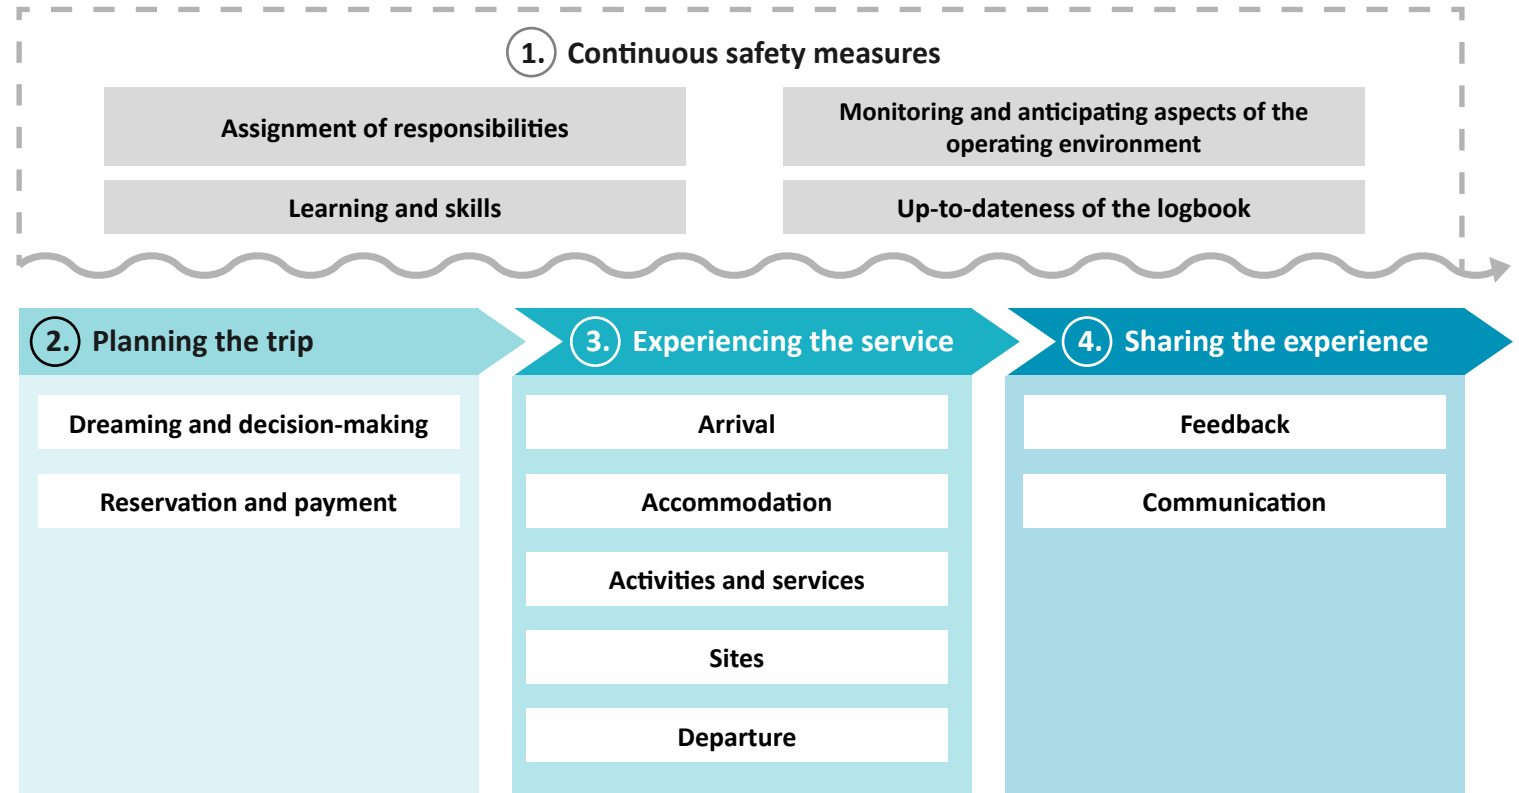 1. Continuous safety measures
Assignment of responsibilities
Monitoring and anticipating aspects of the
operating environment
Learning and skills
Up-to-dateness of the logbook
2. Planning the trip
Dreaming and decision-making
Reservation and payment
3. Experiencing the service
Arrival
Accommodation
Activities and services
Sites
Departure
4. Sharing the experience
Feedback
Communication